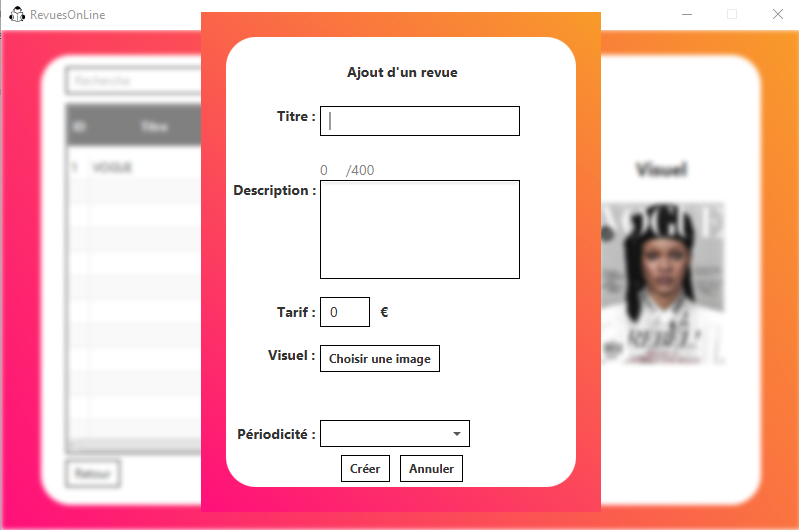 RevuesOnLine
Ajout d'un revue
Recherche
Titre :
ID Titre
0 /400
1 VOGUE
Description :
Visuel
VOGUE
Tarif : 0 €
Visuel : Choisir une image
Périodicité :
Retour
Créer Annuler